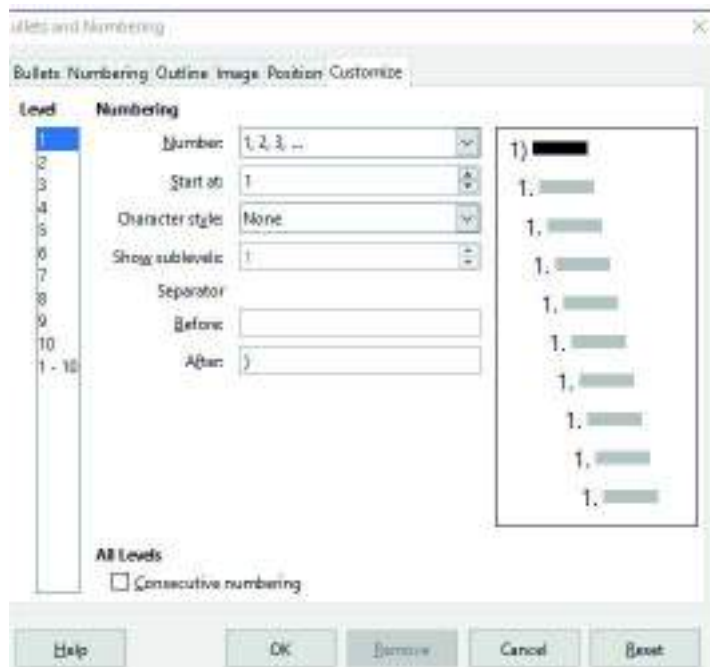 ullets and Numbering
Bullets Numbering Outline Image Position Customize
Level
1
2
3
4
5
6
7
8
9
10
1 - 10
Numbering
Number: 1, 2, 3, ...
Start at: 1
Character style: None
Show sublevels: 1
Separator
Before:
After: )
1)
1.
1.
1.
1.
1.
1.
1.
1.
1.
All Levels
Consecutive numbering
Help OK Remove Cancel Reset